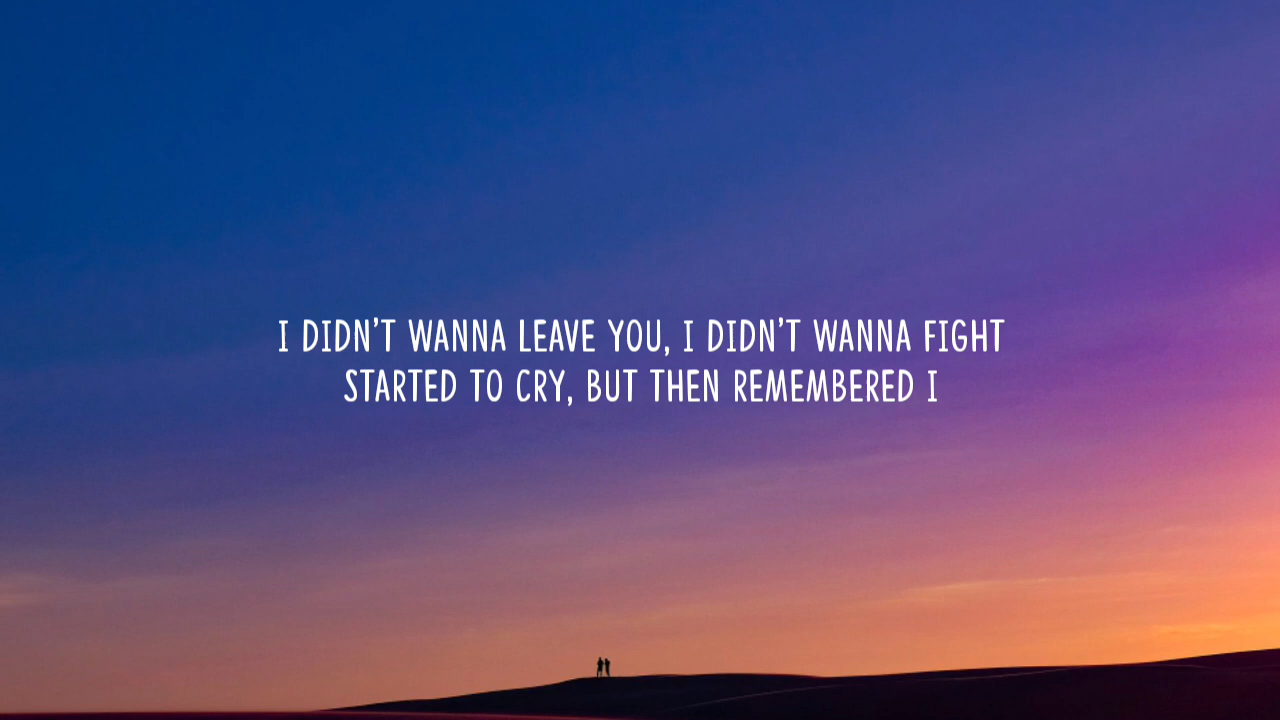 I DIDN'T WANNA LEAVE YOU, I DIDN'T WANNA FIGHT
STARTED TO CRY, BUT THEN REMEMBERED I